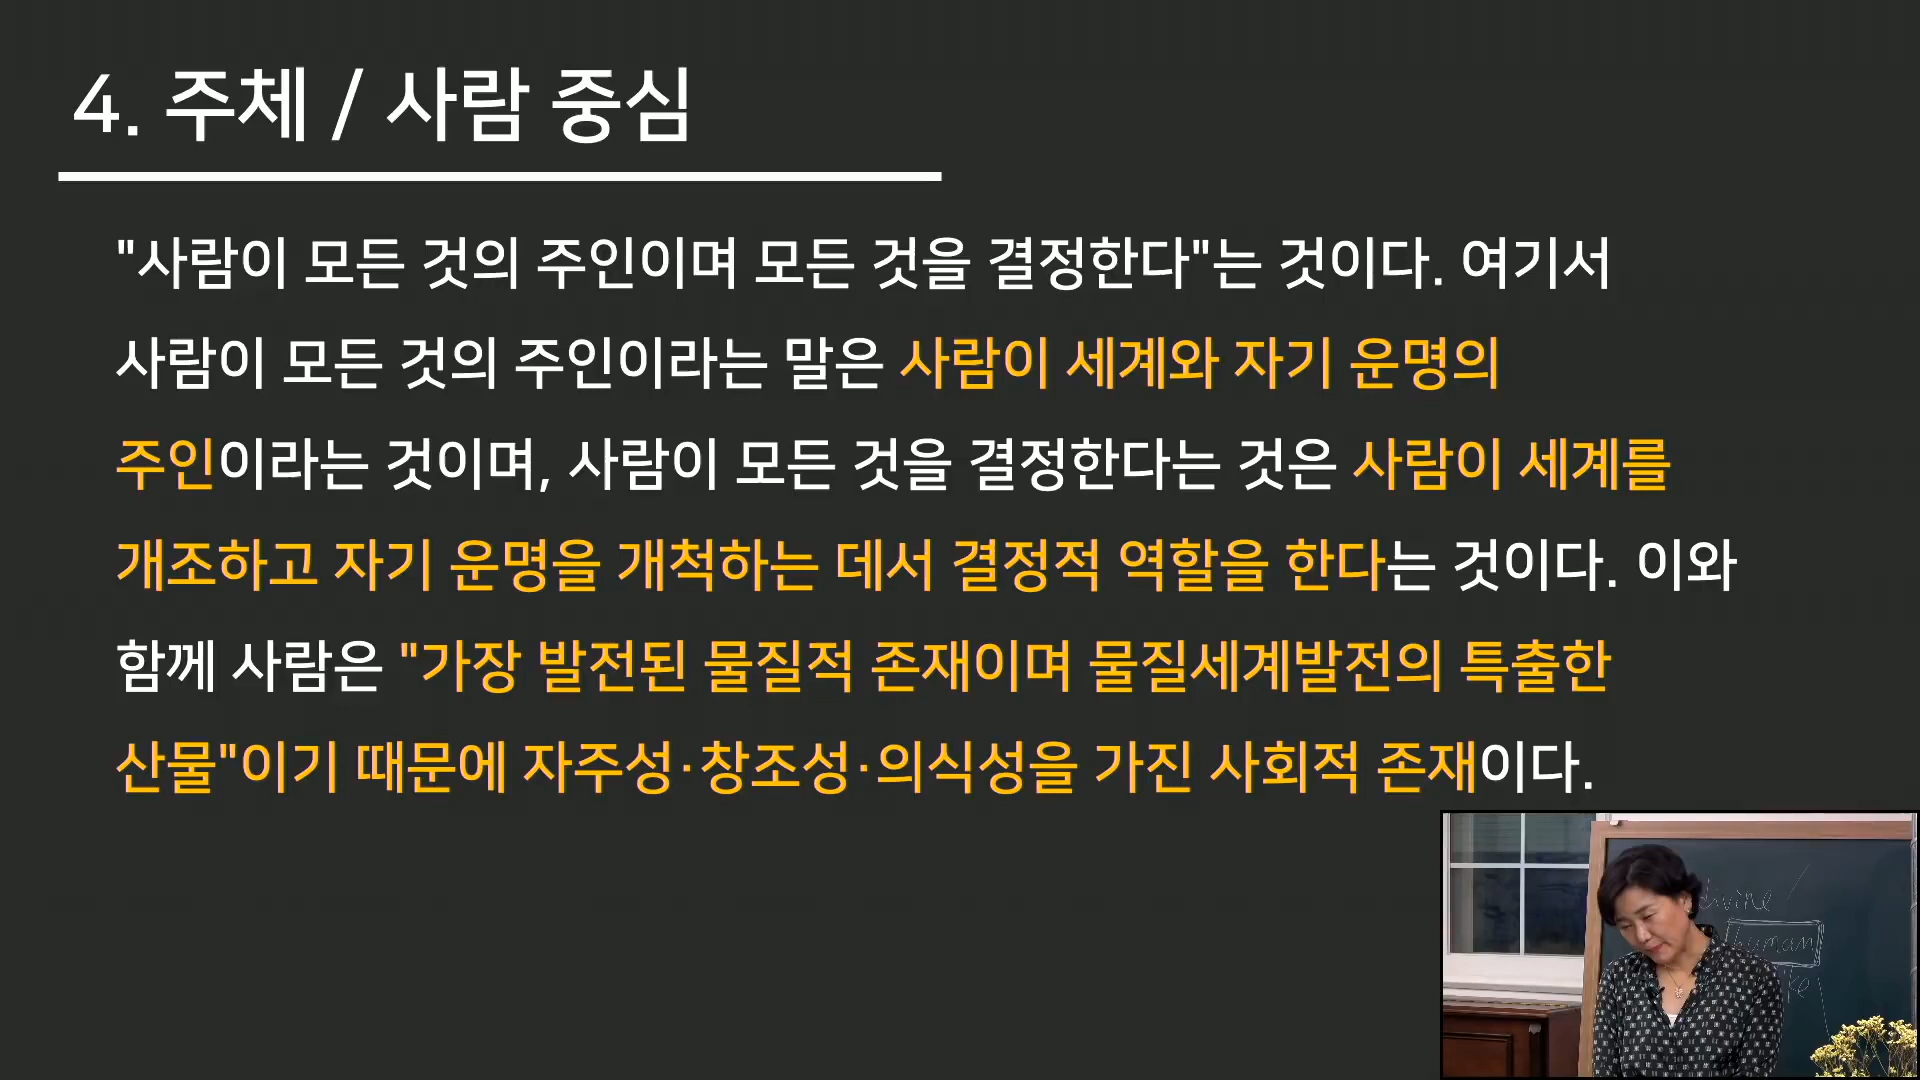 4. 주체 / 사람 중심
"사람이 모든 것의 주인이며 모든 것을 결정한다"는 것이다. 여기서
사람이 모든 것의 주인이라는 말은 사람이 세계와 자기 운명의
주인이라는 것이며, 사람이 모든 것을 결정한다는 것은 사람이 세계를
개조하고 자기 운명을 개척하는 데서 결정적 역할을 한다는 것이다. 이와
함께 사람은 "가장 발전된 물질적 존재이며 물질세계발전의 특출한
산물"이기 때문에 자주성·창조성·의식성을 가진 사회적 존재이다.
divine
human